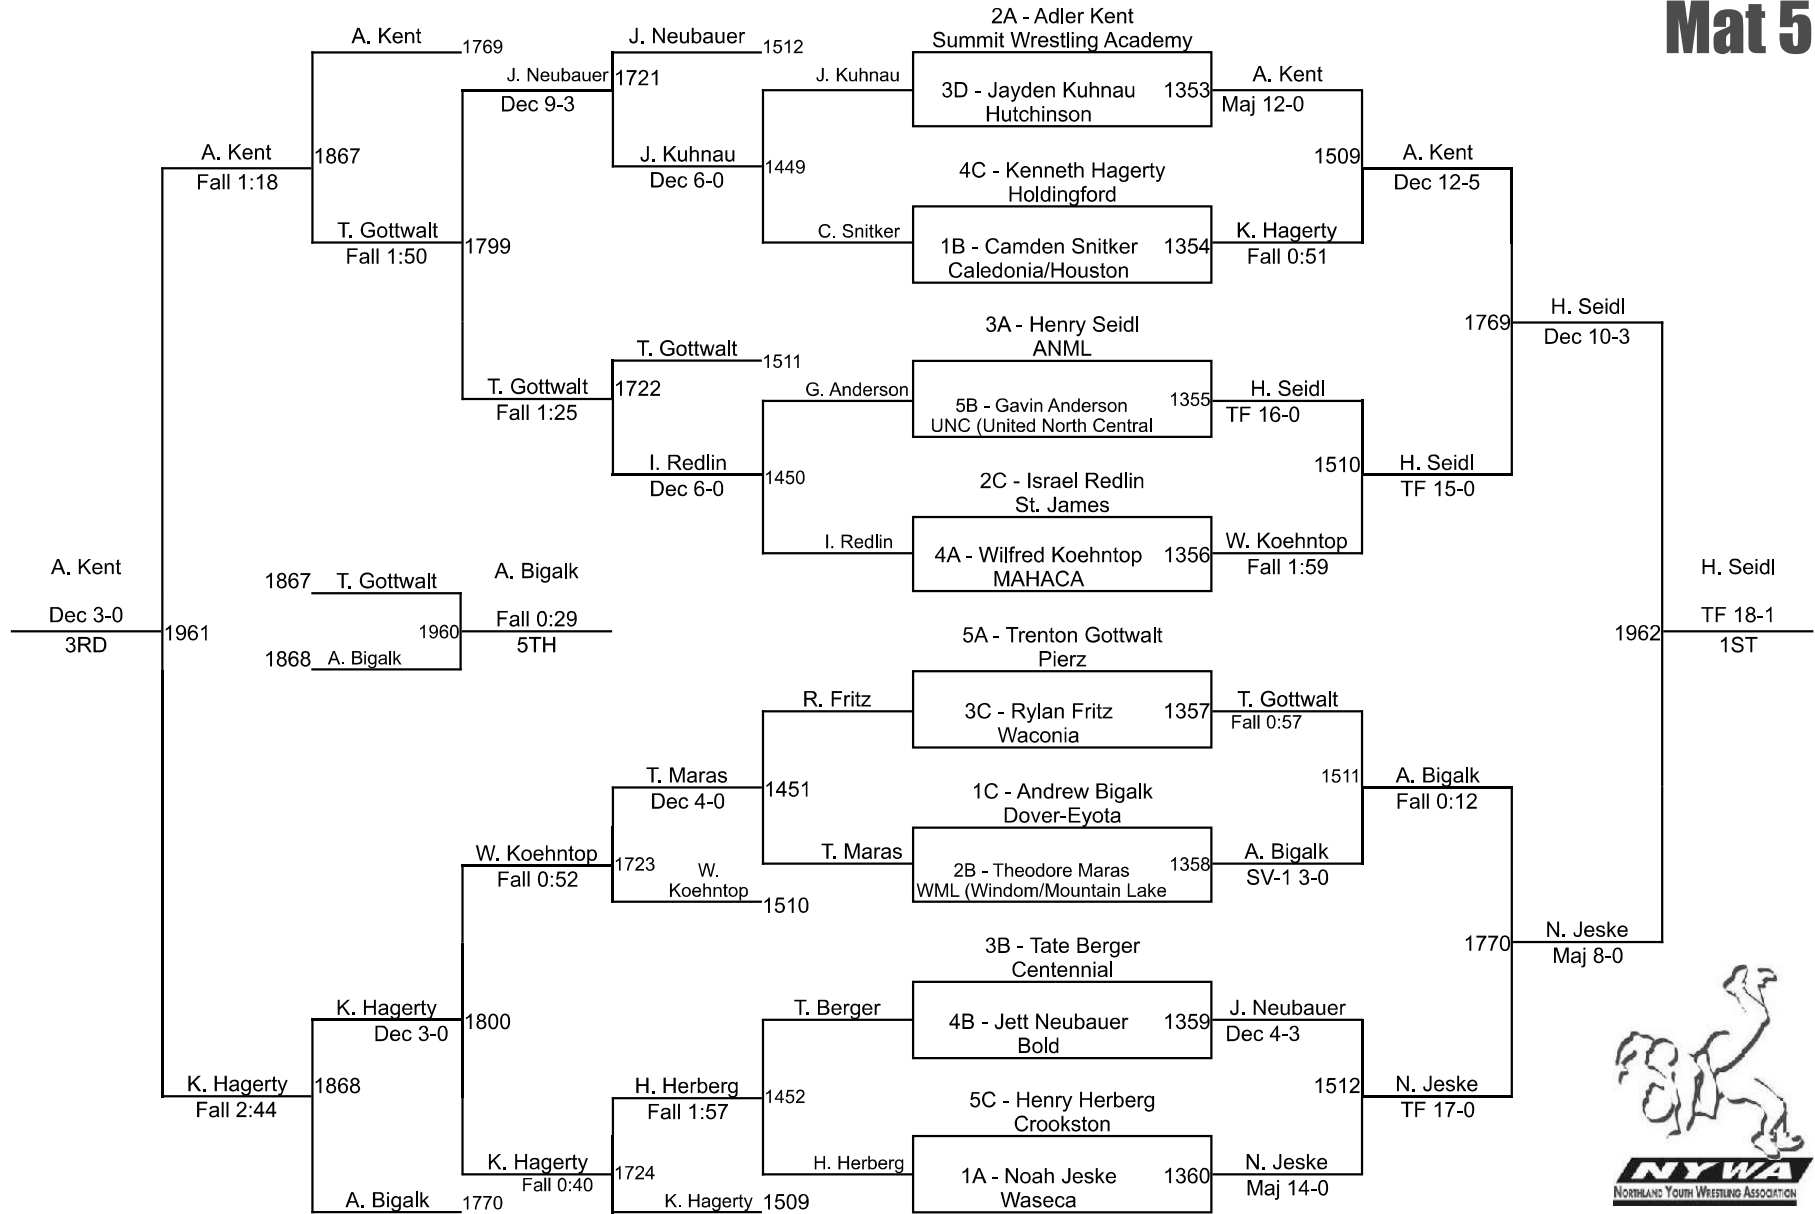 Mat 5
2A - Adler Kent
Summit Wrestling Academy
3D - Jayden Kuhnau
Hutchinson
1353
4C - Kenneth Hagerty
Holdingford
1B - Camden Snitker
Caledonia/Houston
1354
3A - Henry Seidl
ANML
5B - Gavin Anderson
UNC (United North Central
1355
2C - Israel Redlin
St. James
4A - Wilfred Koehntop
MAHACA
1356
5A - Trenton Gottwalt
Pierz
3C - Rylan Fritz
Waconia
1357
1C - Andrew Bigalk
Dover-Eyota
2B - Theodore Maras
WML (Windom/Mountain Lake
1358
3B - Tate Berger
Centennial
4B - Jett Neubauer
Bold
1359
5C - Henry Herberg
Crookston
1A - Noah Jeske
Waseca
1360
A. Kent
Maj 12-0
1509
K. Hagerty
Fall 0:51
H. Seidl
TF 16-0
1510
W. Koehntop
Fall 1:59
T. Gottwalt
Fall 0:57
1511
A. Bigalk
SV-1 3-0
J. Neubauer
Dec 4-3
1512
N. Jeske
Maj 14-0
A. Kent
Dec 12-5
1769
H. Seidl
TF 15-0
A. Bigalk
Fall 0:12
1770
N. Jeske
TF 17-0
H. Seidl
Dec 10-3
1962
N. Jeske
Maj 8-0
H. Seidl
TF 18-1
1ST
J. Kuhnau
1449
C. Snitker
G. Anderson
1450
I. Redlin
R. Fritz
1451
T. Maras
T. Berger
1452
H. Herberg
J. Neubauer
1512
1721
J. Kuhnau
Dec 6-0
T. Gottwalt
1511
1722
I. Redlin
Dec 6-0
T. Maras
Dec 4-0
1723
W.
Koehntop
1510
H. Herberg
Fall 1:57
1724
K. Hagerty
1509
J. Neubauer
Dec 9-3
1799
T. Gottwalt
Fall 1:25
W. Koehntop
Fall 0:52
1800
K. Hagerty
Fall 0:40
A. Kent
1769
1867
T. Gottwalt
Fall 1:50
K. Hagerty
Dec 3-0
1868
A. Bigalk
1770
A. Kent
Fall 1:18
1961
K. Hagerty
Fall 2:44
A. Kent
Dec 3-0
3RD
1867
T. Gottwalt
1960
1868
A. Bigalk
A. Bigalk
Fall 0:29
5TH
NYWA
NORTHLAND YOUTH WRESTLING ASSOCIATION